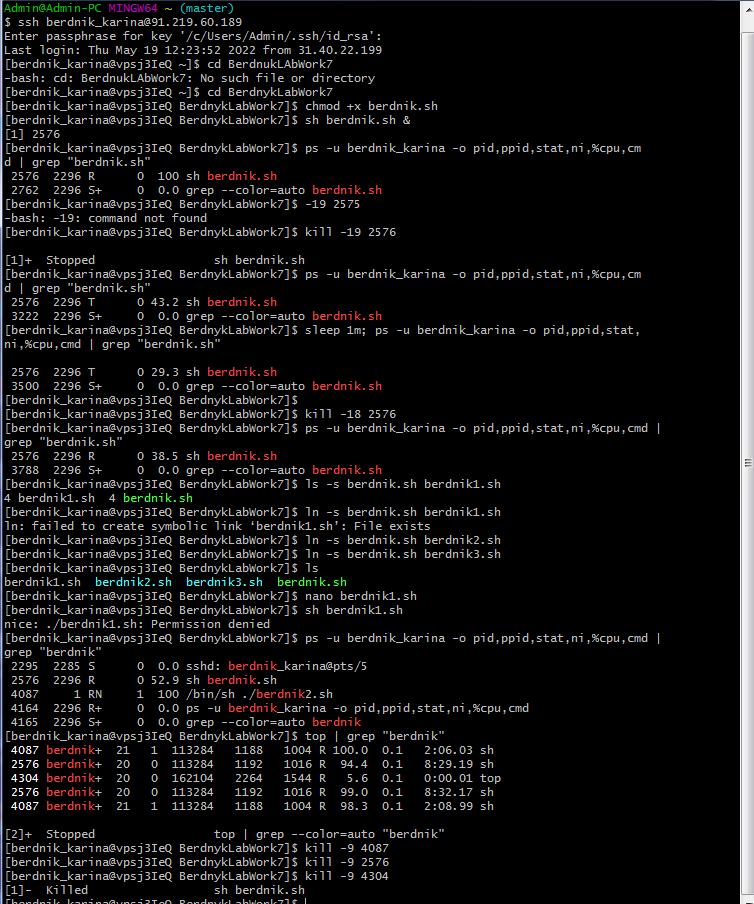 Admin@Admin-PC MINGW64 ~ (master)
$ ssh berdnik_karina@91.219.60.189
Enter passphrase for key '/c/Users/Admin/.ssh/id_rsa':
Last login: Thu May 19 12:23:52 2022 from 31.40.22.199
[berdnik_karina@vpsj3IeQ ~]$ cd BerdnukLAbWork7
-bash: cd: BerdnukLAbWork7: No such file or directory
[berdnik_karina@vpsj3IeQ ~]$ cd BerdnykLabWork7
[berdnik_karina@vpsj3IeQ BerdnykLabWork7]$ chmod +x berdnik.sh
[berdnik_karina@vpsj3IeQ BerdnykLabWork7]$ sh berdnik.sh &
[1] 2576
[berdnik_karina@vpsj3IeQ BerdnykLabWork7]$ ps -u berdnik_karina -o pid,ppid,stat,ni,%cpu,cm
d | grep "berdnik.sh"
 2576  2296 R      0  100 sh berdnik.sh
 2762  2296 S+     0  0.0 grep --color=auto berdnik.sh
[berdnik_karina@vpsj3IeQ BerdnykLabWork7]$ -19 2575
-bash: -19: command not found
[berdnik_karina@vpsj3IeQ BerdnykLabWork7]$ kill -19 2576
[1]+  Stopped                 sh berdnik.sh
[berdnik_karina@vpsj3IeQ BerdnykLabWork7]$ ps -u berdnik_karina -o pid,ppid,stat,ni,%cpu,cm
d | grep "berdnik.sh"
 2576  2296 T      0 43.2 sh berdnik.sh
 3222  2296 S+     0  0.0 grep --color=auto berdnik.sh
[berdnik_karina@vpsj3IeQ BerdnykLabWork7]$ sleep 1m; ps -u berdnik_karina -o pid,ppid,stat,
ni,%cpu,cmd | grep "berdnik.sh"
 2576  2296 T      0 29.3 sh berdnik.sh
 3500  2296 S+     0  0.0 grep --color=auto berdnik.sh
[berdnik_karina@vpsj3IeQ BerdnykLabWork7]$
[berdnik_karina@vpsj3IeQ BerdnykLabWork7]$ kill -18 2576
[berdnik_karina@vpsj3IeQ BerdnykLabWork7]$ ps -u berdnik_karina -o pid,ppid,stat,ni,%cpu,cmd |
grep "berdnik.sh"
 2576  2296 R      0 38.5 sh berdnik.sh
 3788  2296 S+     0  0.0 grep --color=auto berdnik.sh
[berdnik_karina@vpsj3IeQ BerdnykLabWork7]$ ls -s berdnik.sh berdnik1.sh
4 berdnik1.sh  4 berdnik.sh
[berdnik_karina@vpsj3IeQ BerdnykLabWork7]$ ln -s berdnik.sh berdnik1.sh
ln: failed to create symbolic link ‘berdnik1.sh’: File exists
[berdnik_karina@vpsj3IeQ BerdnykLabWork7]$ ln -s berdnik.sh berdnik2.sh
[berdnik_karina@vpsj3IeQ BerdnykLabWork7]$ ln -s berdnik.sh berdnik3.sh
[berdnik_karina@vpsj3IeQ BerdnykLabWork7]$ ls
berdnik1.sh  berdnik2.sh  berdnik3.sh  berdnik.sh
[berdnik_karina@vpsj3IeQ BerdnykLabWork7]$ nano berdnik1.sh
[berdnik_karina@vpsj3IeQ BerdnykLabWork7]$ sh berdnik1.sh
nice: ./berdnik1.sh: Permission denied
[berdnik_karina@vpsj3IeQ BerdnykLabWork7]$ ps -u berdnik_karina -o pid,ppid,stat,ni,%cpu,cmd |
grep "berdnik"
 2295  2285 S      0  0.0 sshd: berdnik_karina@pts/5
 2576  2296 R      0 52.9 sh berdnik.sh
 4087     1 RN     1  100 /bin/sh ./berdnik2.sh
 4164  2296 R+     0  0.0 ps -u berdnik_karina -o pid,ppid,stat,ni,%cpu,cmd
 4165  2296 S+     0  0.0 grep --color=auto berdnik
[berdnik_karina@vpsj3IeQ BerdnykLabWork7]$ top | grep "berdnik"
 4087 berdnik+  21   1  113284   1188   1004 R 100.0  0.1   2:06.03 sh
 2576 berdnik+  20   0  113284   1192   1016 R  94.4  0.1   8:29.19 sh
 4304 berdnik+  20   0  162104   2264   1544 R   5.6  0.1   0:00.01 top
 2576 berdnik+  20   0  113284   1192   1016 R  99.0  0.1   8:32.17 sh
 4087 berdnik+  21   1  113284   1188   1004 R  98.3  0.1   2:08.99 sh
[2]+  Stopped                 top | grep --color=auto "berdnik"
[berdnik_karina@vpsj3IeQ BerdnykLabWork7]$ kill -9 4087
[berdnik_karina@vpsj3IeQ BerdnykLabWork7]$ kill -9 2576
[berdnik_karina@vpsj3IeQ BerdnykLabWork7]$ kill -9 4304
[1]-  Killed                  sh berdnik.sh
[berdnik_karina@vpsj3IeQ BerdnykLabWork7]$